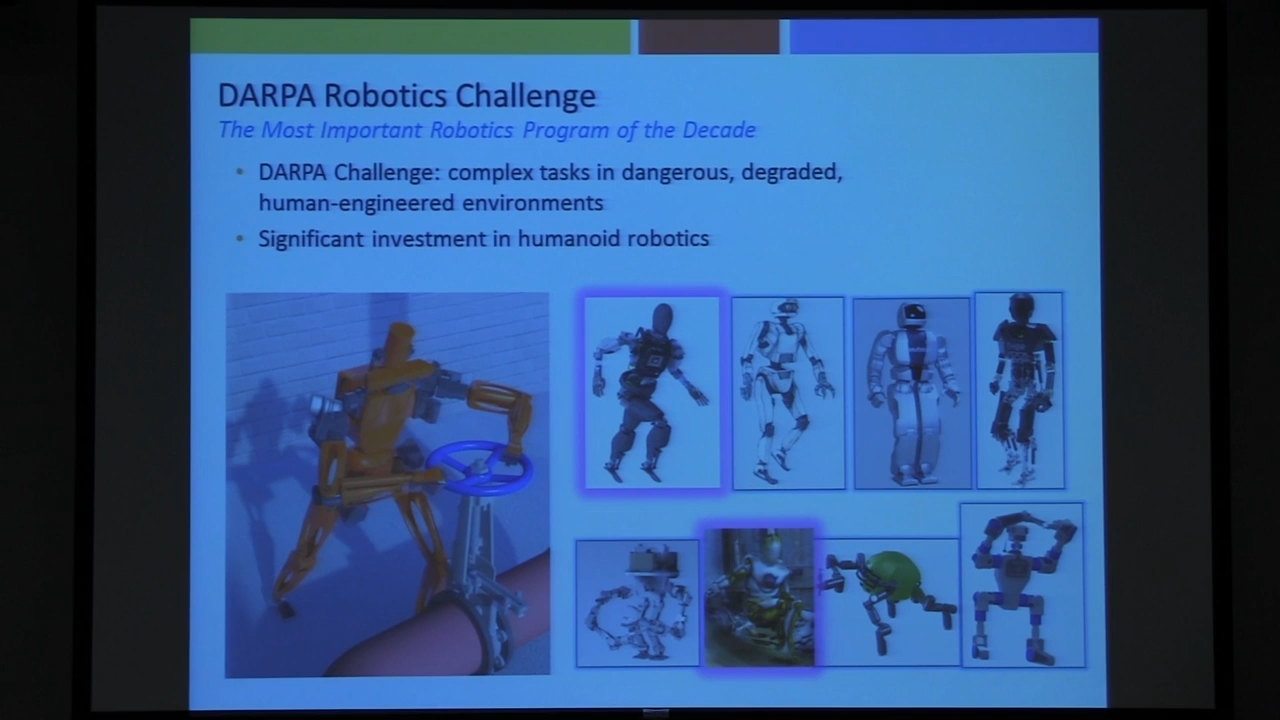 DARPA Robotics Challenge
The Most Important Robotics Program of the Decade
• DARPA Challenge: complex tasks in dangerous, degraded,
human-engineered environments
• Significant investment in humanoid robotics